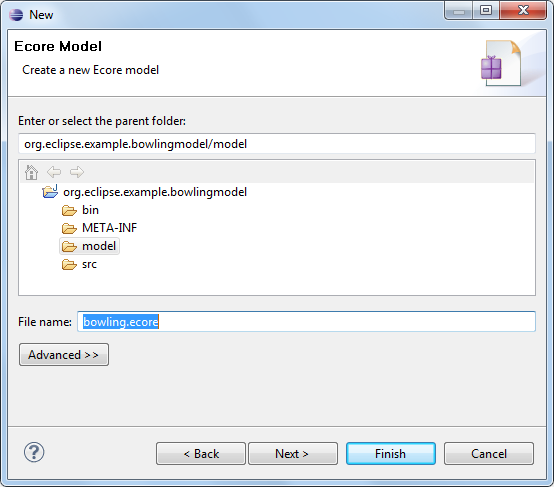 New
Ecore Model
Create a new Ecore model
Enter or select the parent folder:
org.eclipse.example.bowlingmodel/model
org.eclipse.example.bowlingmodel
bin
META-INF
model
src
File name: bowling.ecore
Advanced >>
? < Back Next > Finish Cancel